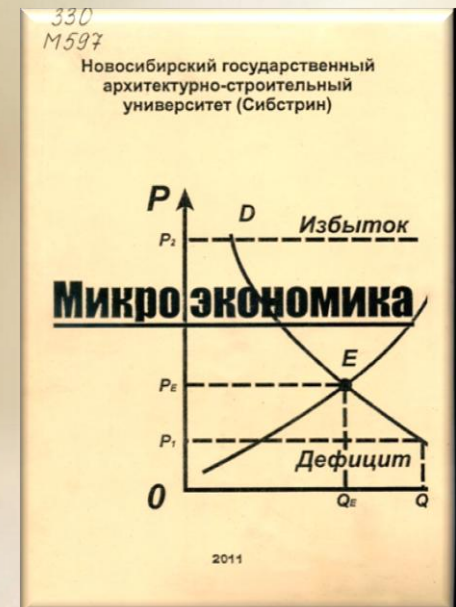 330
М597
Новосибирский государственный
архитектурно-строительный
университет (Сибстрин)
P
D
Избыток
P₂
Микроэкономика
E
Pᴇ
P₁
Дефицит
0
Qᴇ
Q
2011